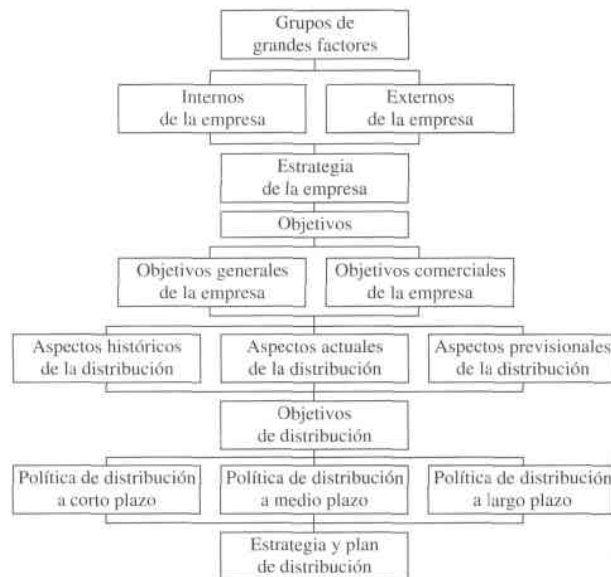 Grupos de
grandes factores
Internos
de la empresa
Externos
de la empresa
Estrategia
de la empresa
Objetivos
Objetivos generales
de la empresa
Objetivos comerciales
de la empresa
Aspectos históricos
de la distribución
Aspectos actuales
de la distribución
Aspectos previsionales
de la distribución
Objetivos
de distribución
Política de distribución
a corto plazo
Política de distribución
a medio plazo
Política de distribución
a largo plazo
Estrategia y plan
de distribución